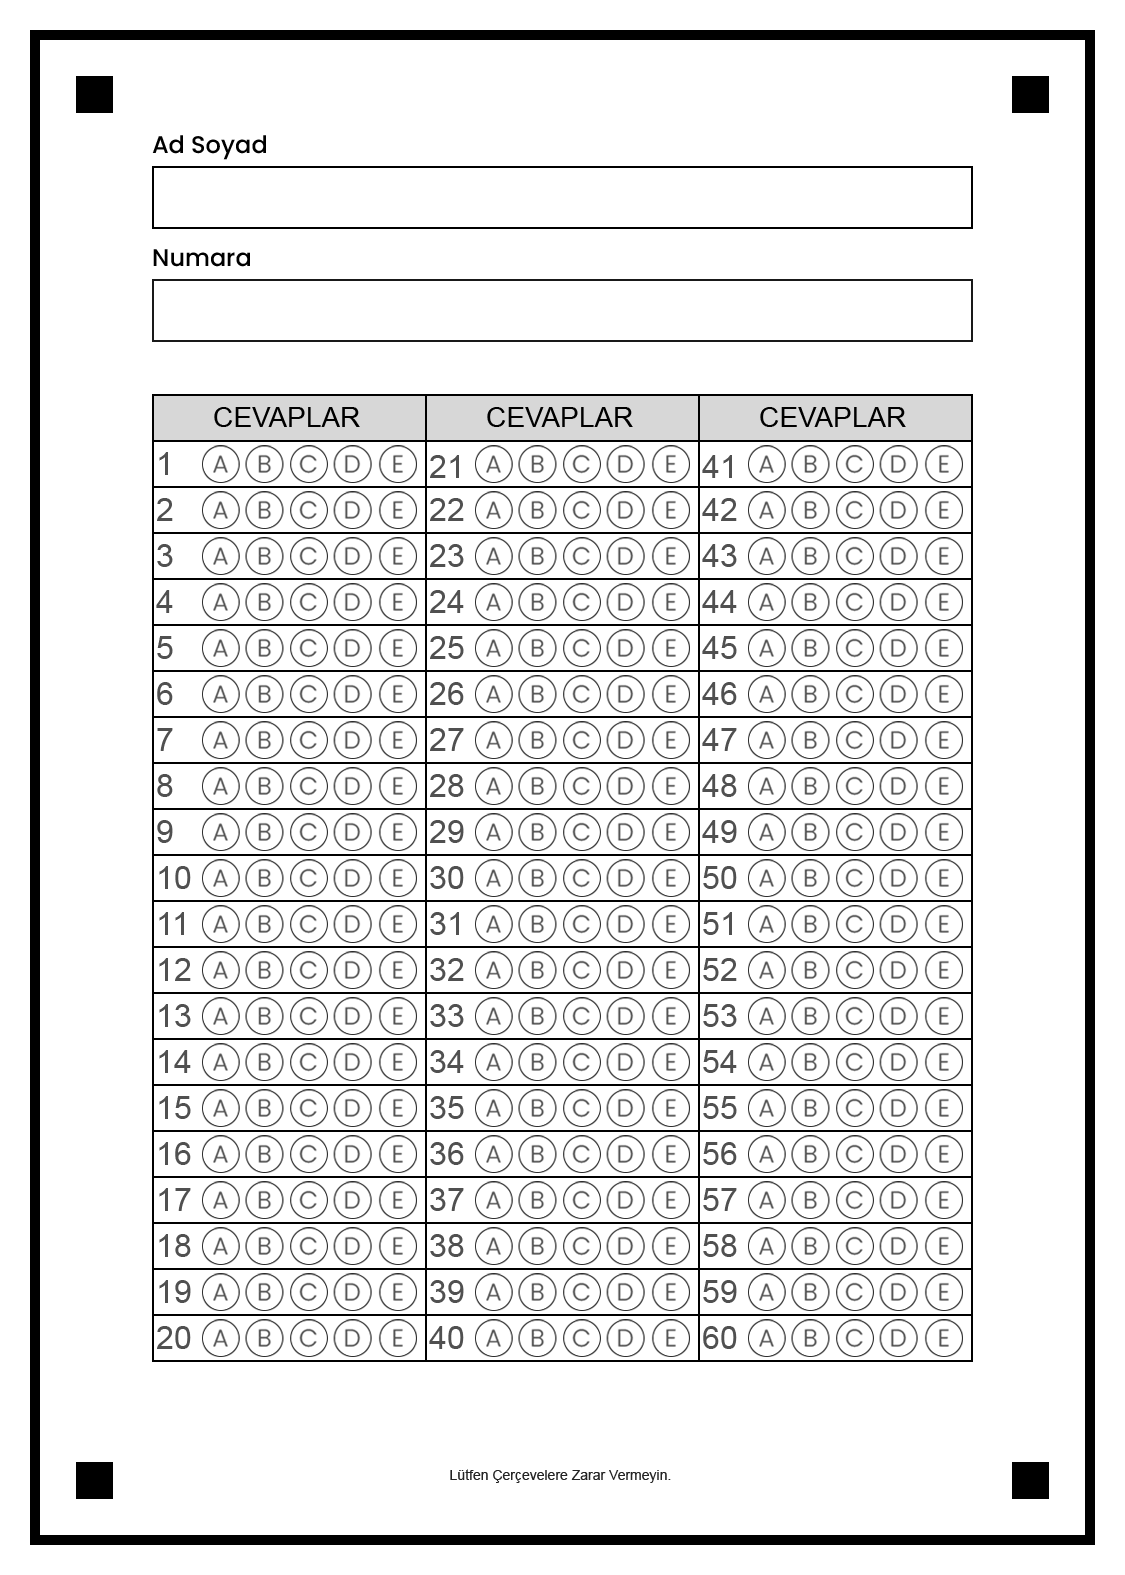 Ad Soyad
Numara
CEVAPLAR CEVAPLAR CEVAPLAR
1 A B C D E 21 A B C D E 41 A B C D E
2 A B C D E 22 A B C D E 42 A B C D E
3 A B C D E 23 A B C D E 43 A B C D E
4 A B C D E 24 A B C D E 44 A B C D E
5 A B C D E 25 A B C D E 45 A B C D E
6 A B C D E 26 A B C D E 46 A B C D E
7 A B C D E 27 A B C D E 47 A B C D E
8 A B C D E 28 A B C D E 48 A B C D E
9 A B C D E 29 A B C D E 49 A B C D E
10 A B C D E 30 A B C D E 50 A B C D E
11 A B C D E 31 A B C D E 51 A B C D E
12 A B C D E 32 A B C D E 52 A B C D E
13 A B C D E 33 A B C D E 53 A B C D E
14 A B C D E 34 A B C D E 54 A B C D E
15 A B C D E 35 A B C D E 55 A B C D E
16 A B C D E 36 A B C D E 56 A B C D E
17 A B C D E 37 A B C D E 57 A B C D E
18 A B C D E 38 A B C D E 58 A B C D E
19 A B C D E 39 A B C D E 59 A B C D E
20 A B C D E 40 A B C D E 60 A B C D E
Lütfen Çerçevelere Zarar Vermeyin.